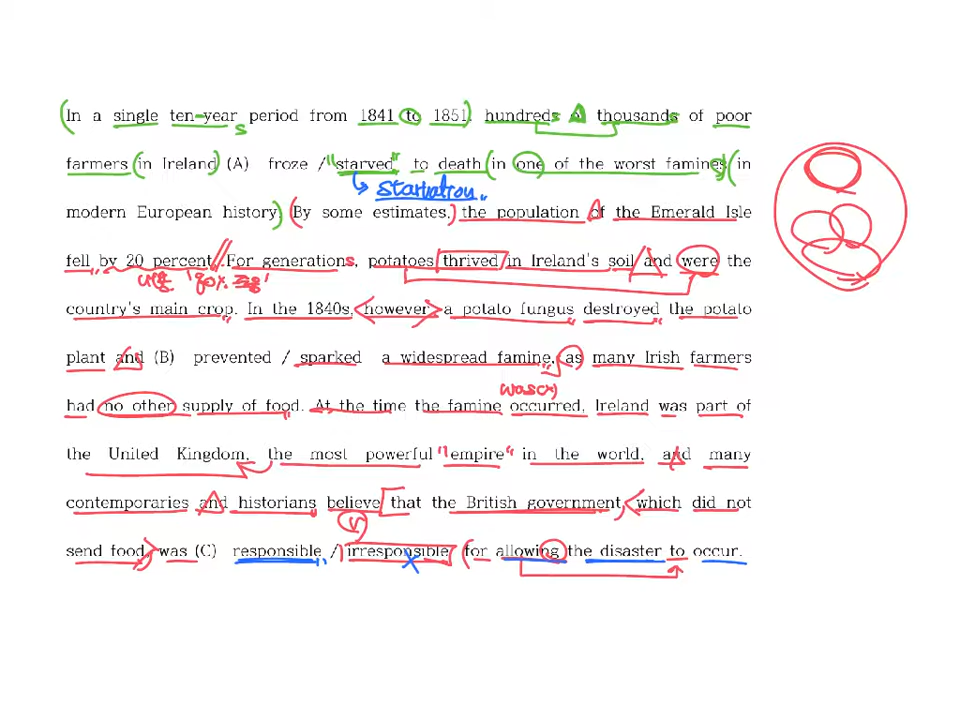 In a single ten-year period from 1841 to 1851, hundreds of thousands of poor
s
farmers (in Ireland) (A) froze / "starved" to death (in one of the worst famines) (in
starvation.
modern European history) (By some estimates,) the population of the Emerald Isle
fell by 20 percent. For generations, potatoes thrived in Ireland's soil and were the
country's main crop. In the 1840s, <however> a potato fungus destroyed the potato
plant and (B) prevented / sparked a widespread famine, as many Irish farmers
was(x)
had no other supply of food. At the time the famine occurred, Ireland was part of
the United Kingdom, the most powerful "empire" in the world, and many
contemporaries and historians believe [that the British government, <which did not
(v)
send food> was (C) responsible / irresponsible (for allowing the disaster to occur.